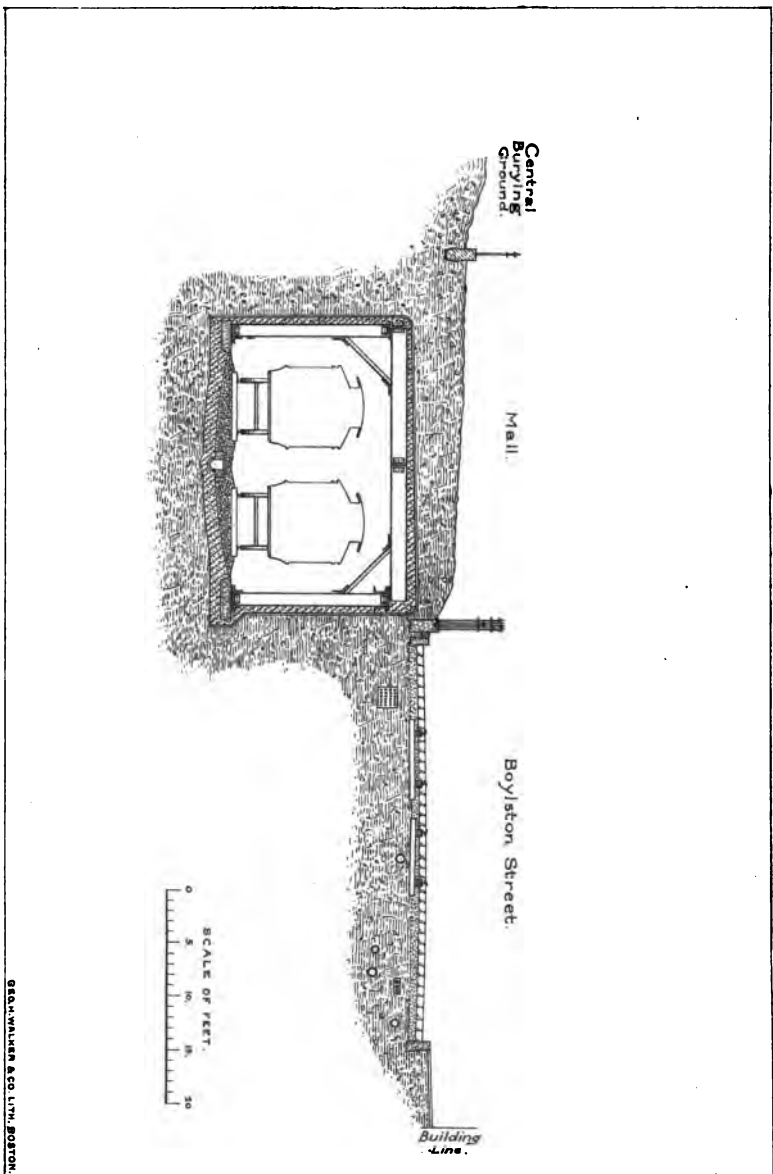 Central
Burying
Ground.
Mall.
Boylston Street.
Building
Line.
SCALE OF FEET.
0 5. 10. 15. 20
GEO. H. WALKER & CO. LITH. BOSTON.